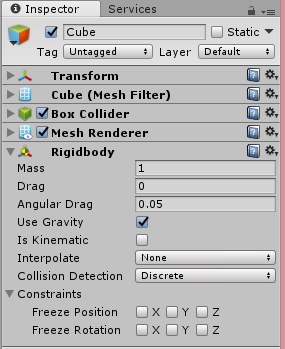 Inspector Meshes
Cube Static
Tag Untagged Layer Default
Transform
Cube (Mesh Filter)
Box Collider
Mesh Renderer
Rigidbody
Mass 1
Drag 0
Angular Drag 0.05
Use Gravity
Is Kinematic
Interpolate None
Collision Detection Discrete
Constraints
Freeze Position X Y Z
Freeze Rotation X Y Z